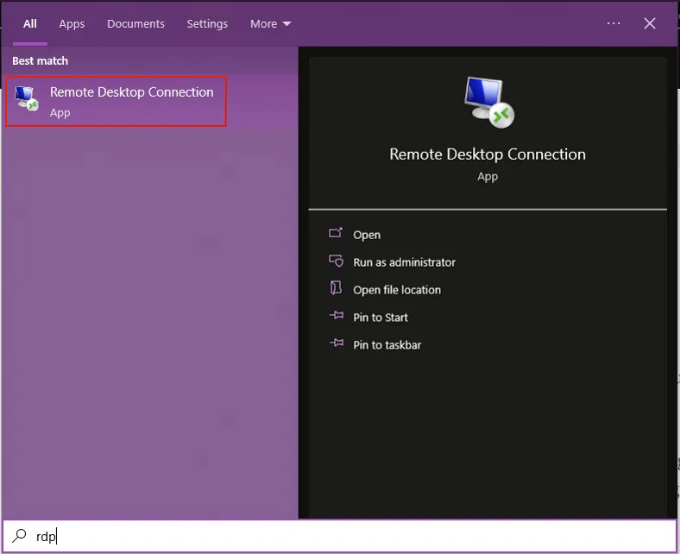 All Apps Documents Settings More
Best match
Remote Desktop Connection
App
Remote Desktop Connection
App
Open
Run as administrator
Open file location
Pin to Start
Pin to taskbar
rdp